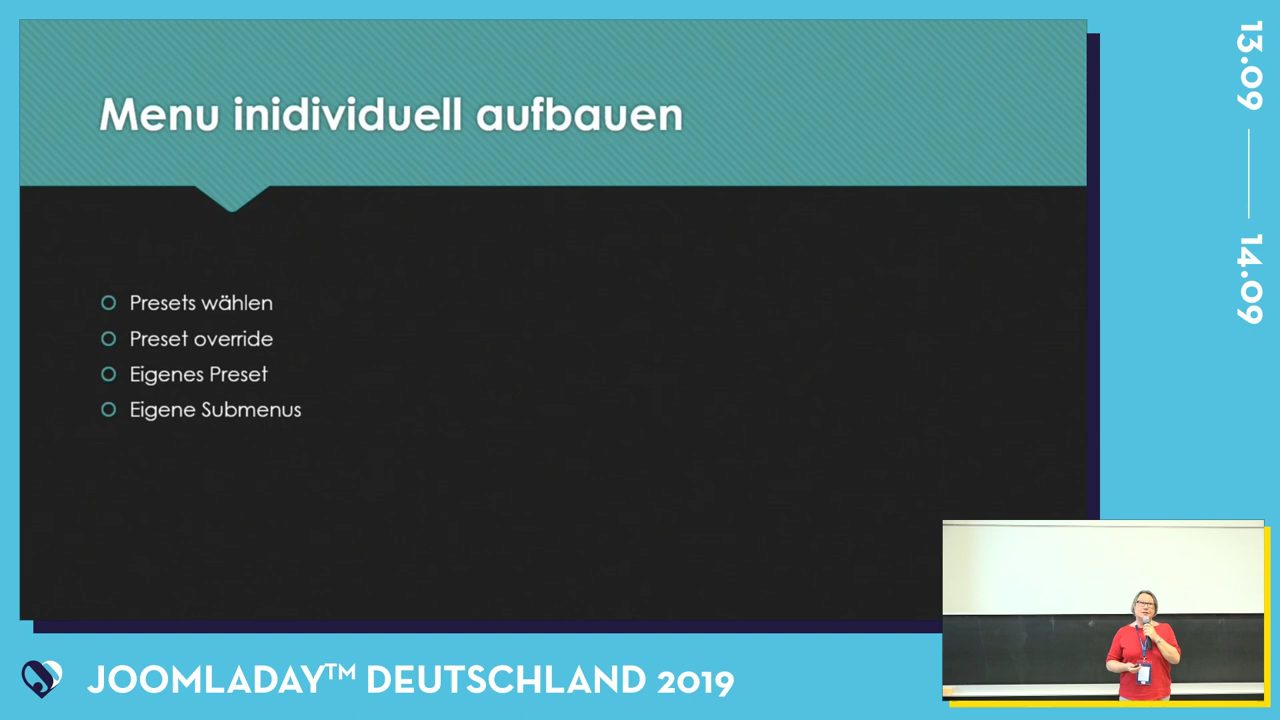 Menu inidividuell aufbauen
Presets wählen
Preset override
Eigenes Preset
Eigene Submenus
13.09
14.09
JOOMLADAY™ DEUTSCHLAND 2019